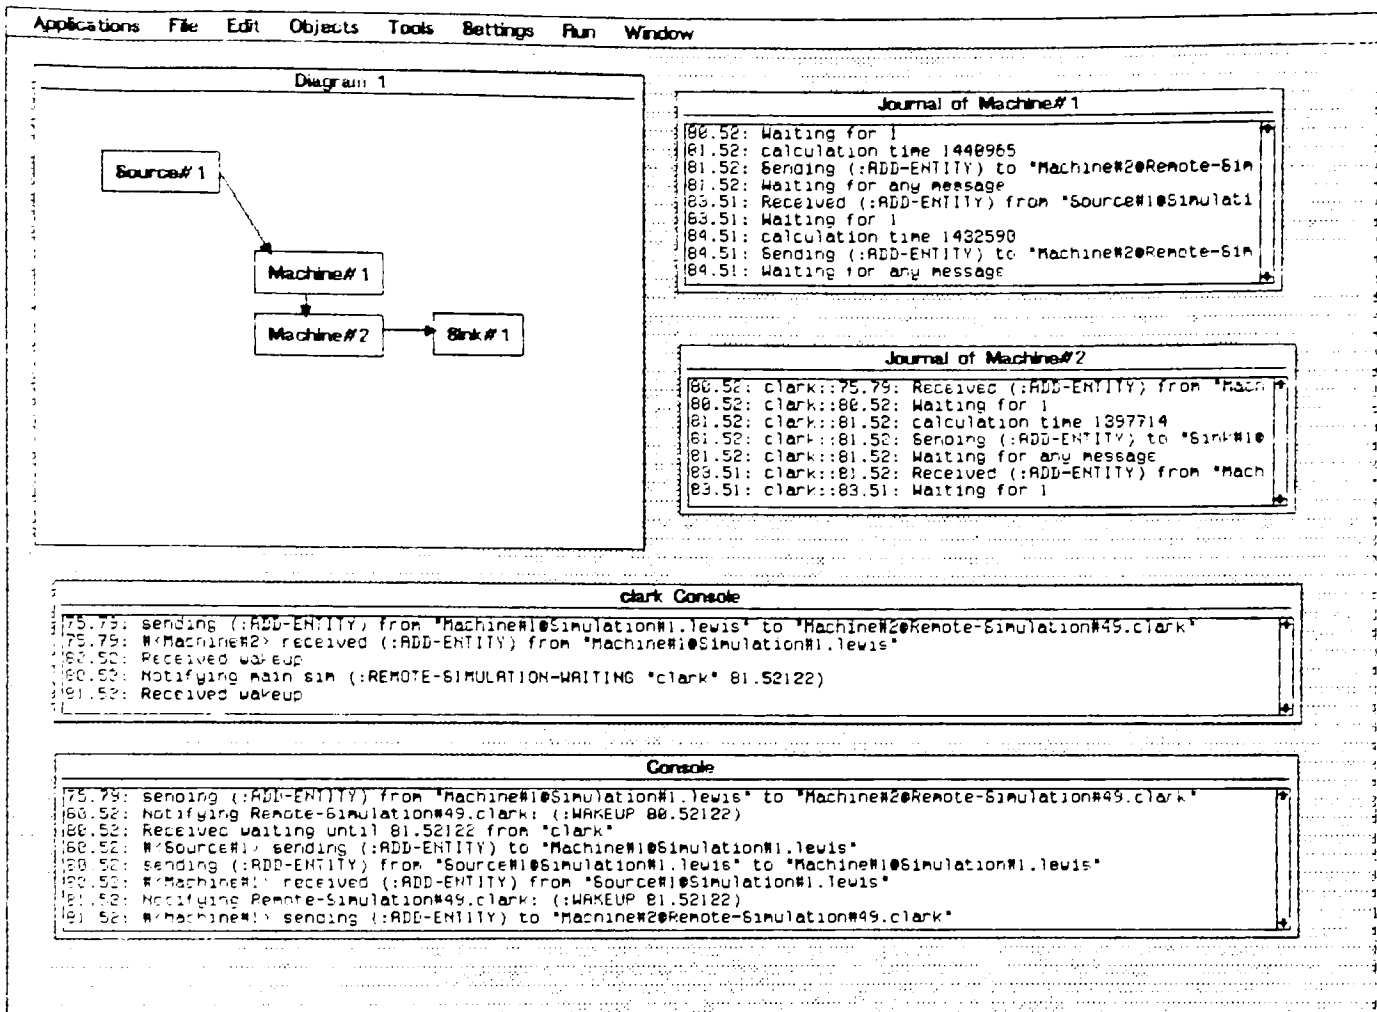 Applications File Edit Objects Tools Settings Run Window
Diagram 1
Source#1
Machine#1
Machine#2
Sink#1
Journal of Machine#1
80.52: Waiting for 1
81.52: calculation time 1440965
81.52: Sending (:ADD-ENTITY) to "Machine#2@Remote-Sim
81.52: Waiting for any message
83.51: Received (:ADD-ENTITY) from "Source#1@Simulati
83.51: Waiting for 1
84.51: calculation time 1432590
84.51: Sending (:ADD-ENTITY) to "Machine#2@Remote-Sim
84.51: Waiting for any message
Journal of Machine#2
80.52: clark::75.79: Received (:ADD-ENTITY) from "Mach
80.52: clark::80.52: Waiting for 1
81.52: clark::81.52: calculation time 1397714
81.52: clark::81.52: Sending (:ADD-ENTITY) to "Sink#1@
81.52: clark::81.52: Waiting for any message
83.51: clark::81.52: Received (:ADD-ENTITY) from "Mach
83.51: clark::83.51: Waiting for 1
clark Console
75.79: sending (:ADD-ENTITY) from "Machine#1@Simulation#1.lewis" to "Machine#2@Remote-Simulation#49.clark"
75.79: #<Machine#2> received (:ADD-ENTITY) from "Machine#1@Simulation#1.lewis"
80.52: Received wakeup
80.52: Notifying main sim (:REMOTE-SIMULATION-WAITING "clark" 81.52122)
81.52: Received wakeup
Console
75.79: sending (:ADD-ENTITY) from "Machine#1@Simulation#1.lewis" to "Machine#2@Remote-Simulation#49.clark"
80.52: Notifying Remote-Simulation#49.clark: (:WAKEUP 80.52122)
80.52: Received waiting until 81.52122 from "clark"
80.52: #<Source#1> sending (:ADD-ENTITY) to "Machine#1@Simulation#1.lewis"
80.52: sending (:ADD-ENTITY) from "Source#1@Simulation#1.lewis" to "Machine#1@Simulation#1.lewis"
80.52: #<Machine#1> received (:ADD-ENTITY) from "Source#1@Simulation#1.lewis"
81.52: Notifying Remote-Simulation#49.clark: (:WAKEUP 81.52122)
81.52: #<Machine#1> sending (:ADD-ENTITY) to "Machine#2@Remote-Simulation#49.clark"